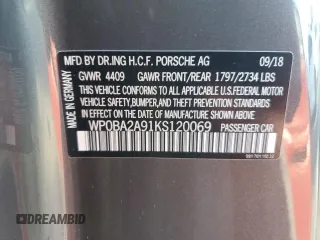 MFD. BY DR.ING H.C.F. PORSCHE AG 09/18
GVWR 4409 GAWR FRONT/REAR 1797/2734 LBS
THIS VEHICLE CONFORMS TO ALL APPLICABLE
FEDERAL MOTOR VEHICLE SAFETY, BUMPER, AND
THEFT PREVENTION STANDARDS IN EFFECT ON
THE DATE OF MANUFACTURE SHOWN ABOVE.
WP0BA2A91KS120069 PASSENGER CAR
MADE IN GERMANY
DREAMBID